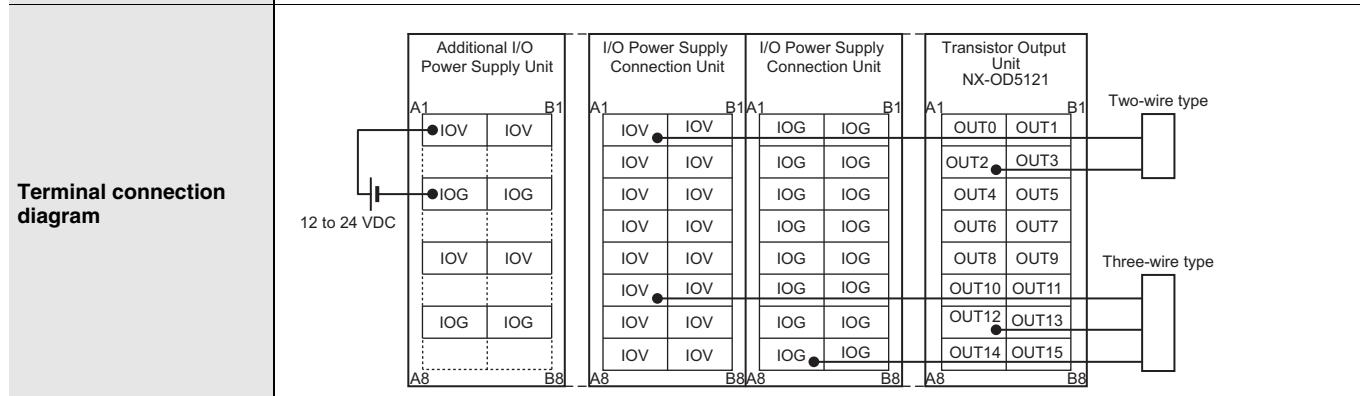 Terminal connection
diagram
Additional I/O
Power Supply Unit
A1 B1
IOV IOV
IOG IOG
IOV IOV
IOG IOG
A8 B8
12 to 24 VDC
I/O Power Supply
Connection Unit
A1 B1
IOV IOV
IOV IOV
IOV IOV
IOV IOV
IOV IOV
IOV IOV
IOV IOV
IOV IOV
A8 B8
I/O Power Supply
Connection Unit
A1 B1
IOG IOG
IOG IOG
IOG IOG
IOG IOG
IOG IOG
IOG IOG
IOG IOG
IOG IOG
A8 B8
Transistor Output
Unit
NX-OD5121
A1 B1
OUT0 OUT1
OUT2 OUT3
OUT4 OUT5
OUT6 OUT7
OUT8 OUT9
OUT10 OUT11
OUT12 OUT13
OUT14 OUT15
A8 B8
Two-wire type
Three-wire type